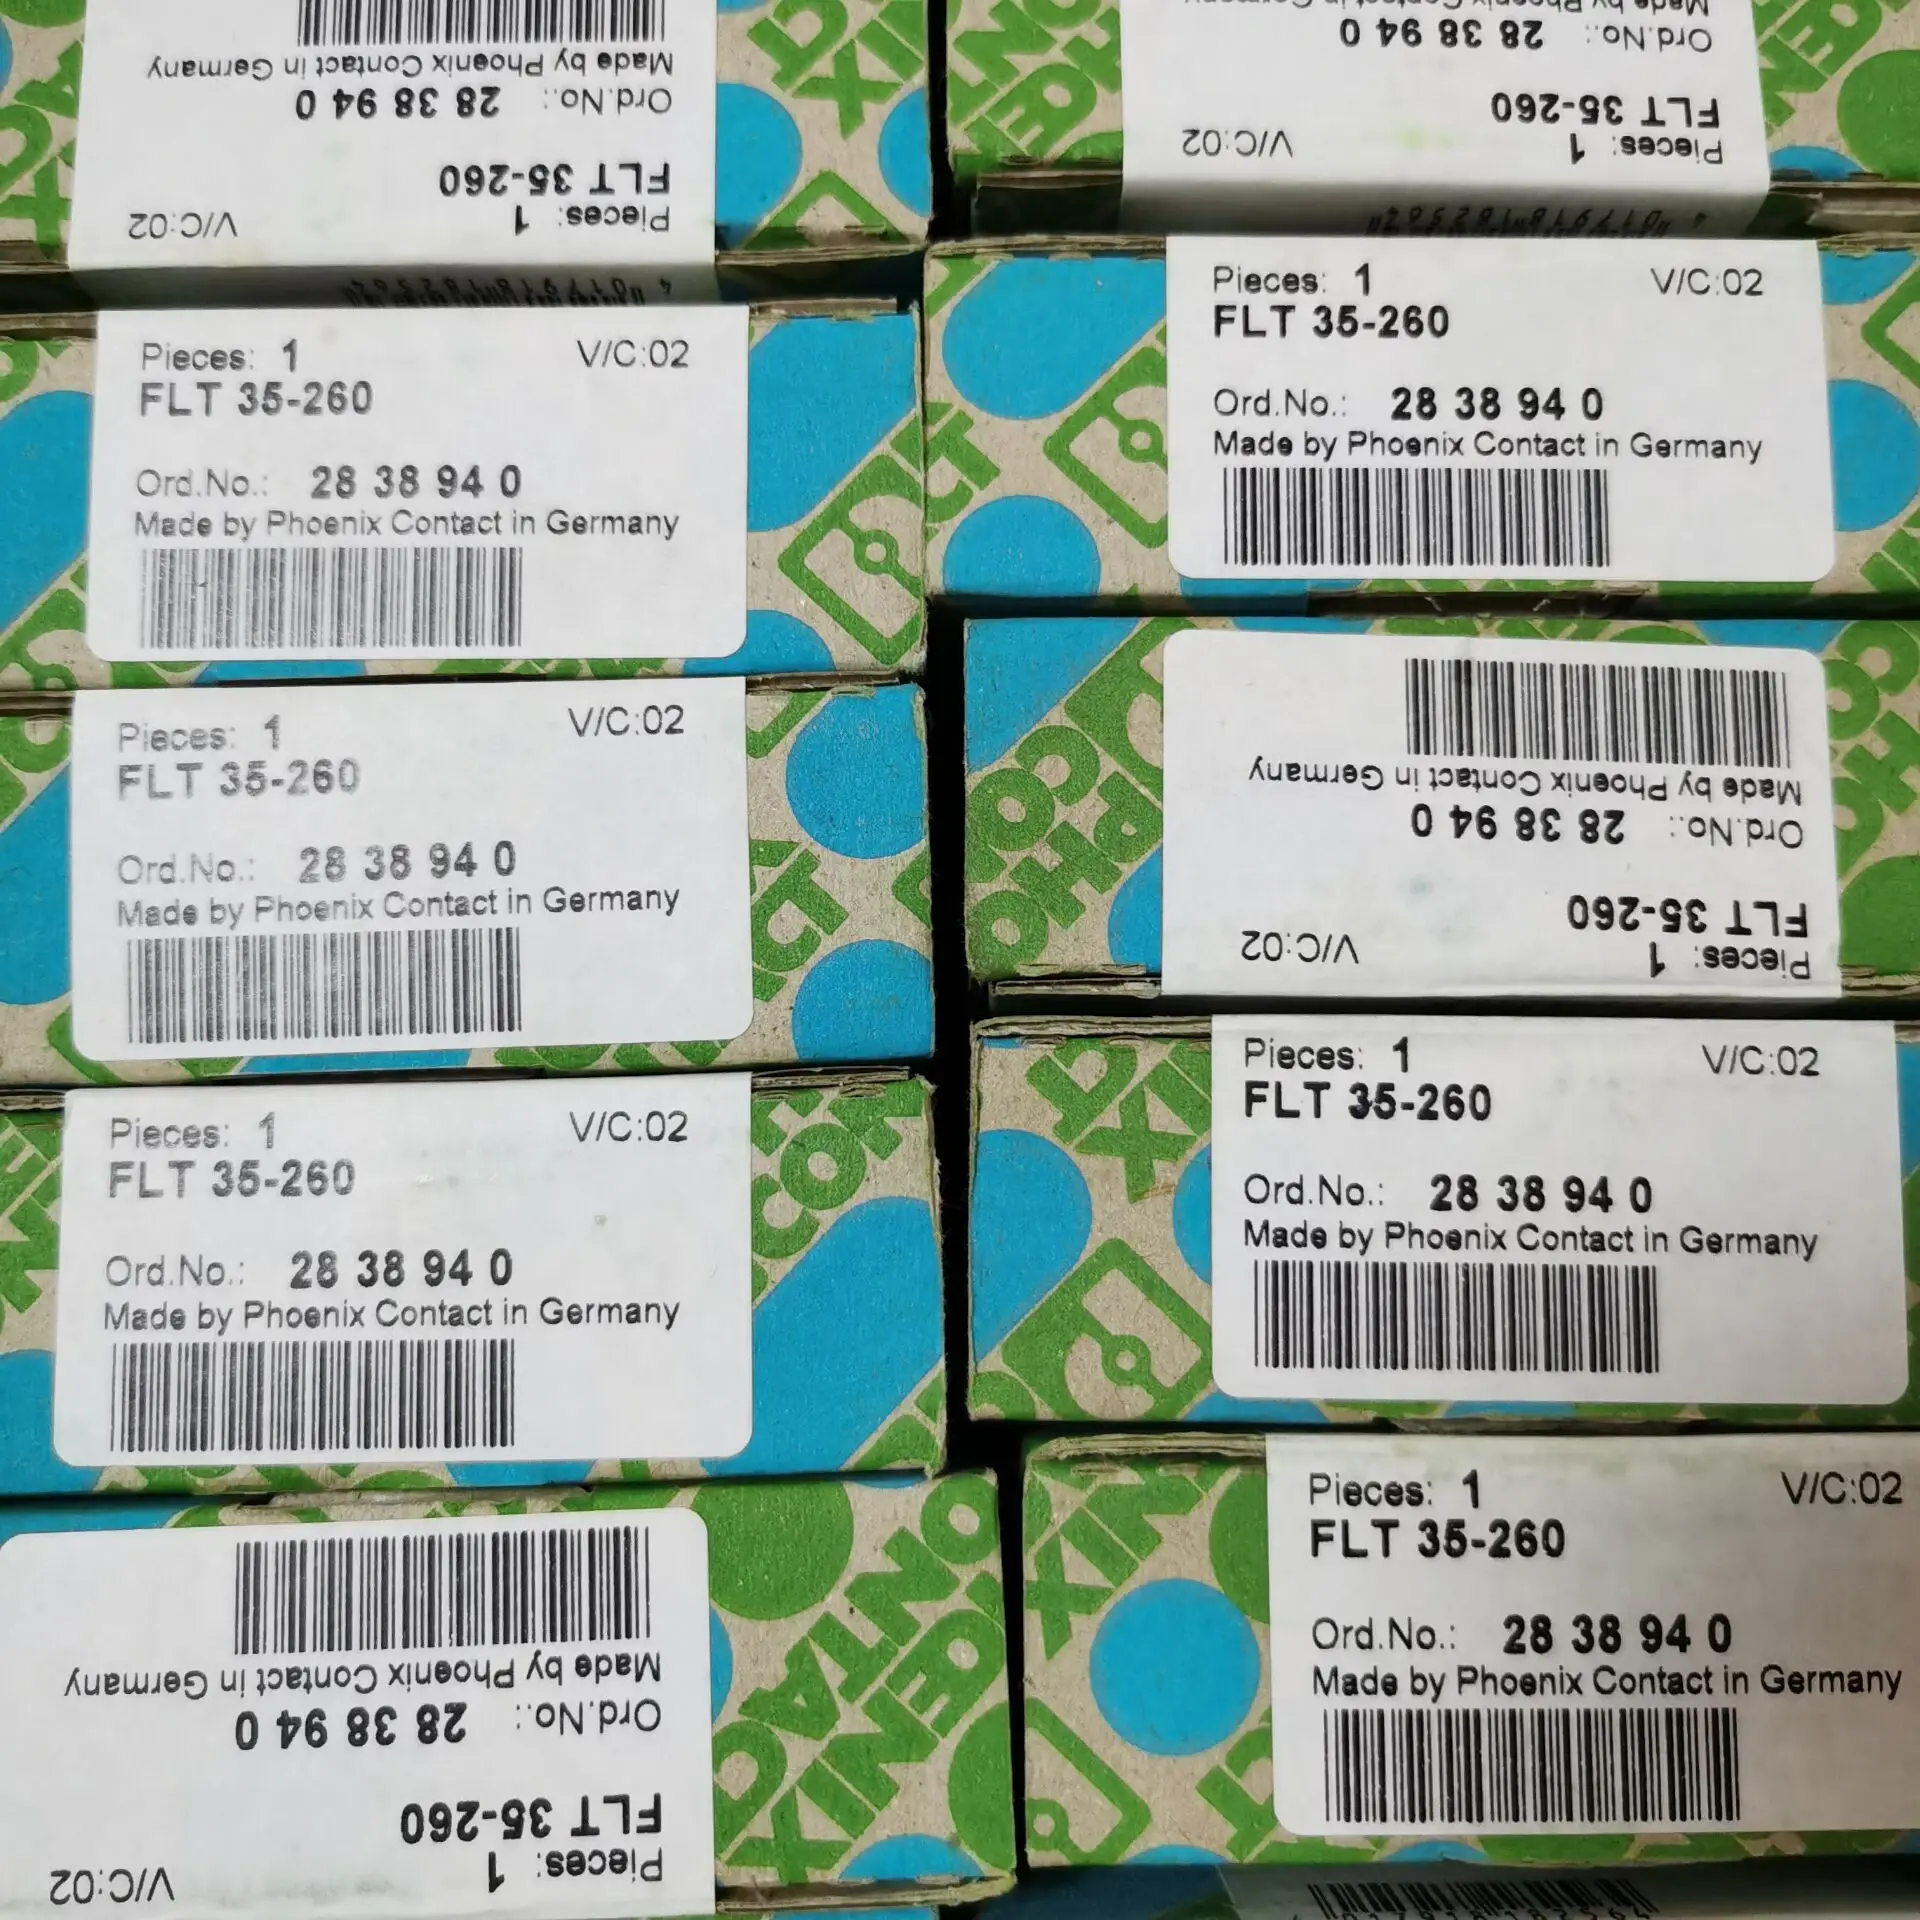 Made by Phoenix Contact in Germany
Ord.No.: 28 38 94 0
FLT 35-260
Pieces: 1 V/C:02
Made by Phoenix Contact in Germany
Ord.No.: 28 38 94 0
FLT 35-260
Pieces: 1 V/C:02
Pieces: 1 V/C:02
FLT 35-260
Ord.No.: 28 38 94 0
Made by Phoenix Contact in Germany
Pieces: 1 V/C:02
FLT 35-260
Ord.No.: 28 38 94 0
Made by Phoenix Contact in Germany
Pieces: 1 V/C:02
FLT 35-260
Ord.No.: 28 38 94 0
Made by Phoenix Contact in Germany
Made by Phoenix Contact in Germany
Ord.No.: 28 38 94 0
FLT 35-260
Pieces: 1 V/C:02
Pieces: 1 V/C:02
FLT 35-260
Ord.No.: 28 38 94 0
Made by Phoenix Contact in Germany
Pieces: 1 V/C:02
FLT 35-260
Ord.No.: 28 38 94 0
Made by Phoenix Contact in Germany
Made by Phoenix Contact in Germany
Ord.No.: 28 38 94 0
FLT 35-260
Pieces: 1 V/C:02
Pieces: 1 V/C:02
FLT 35-260
Ord.No.: 28 38 94 0
Made by Phoenix Contact in Germany